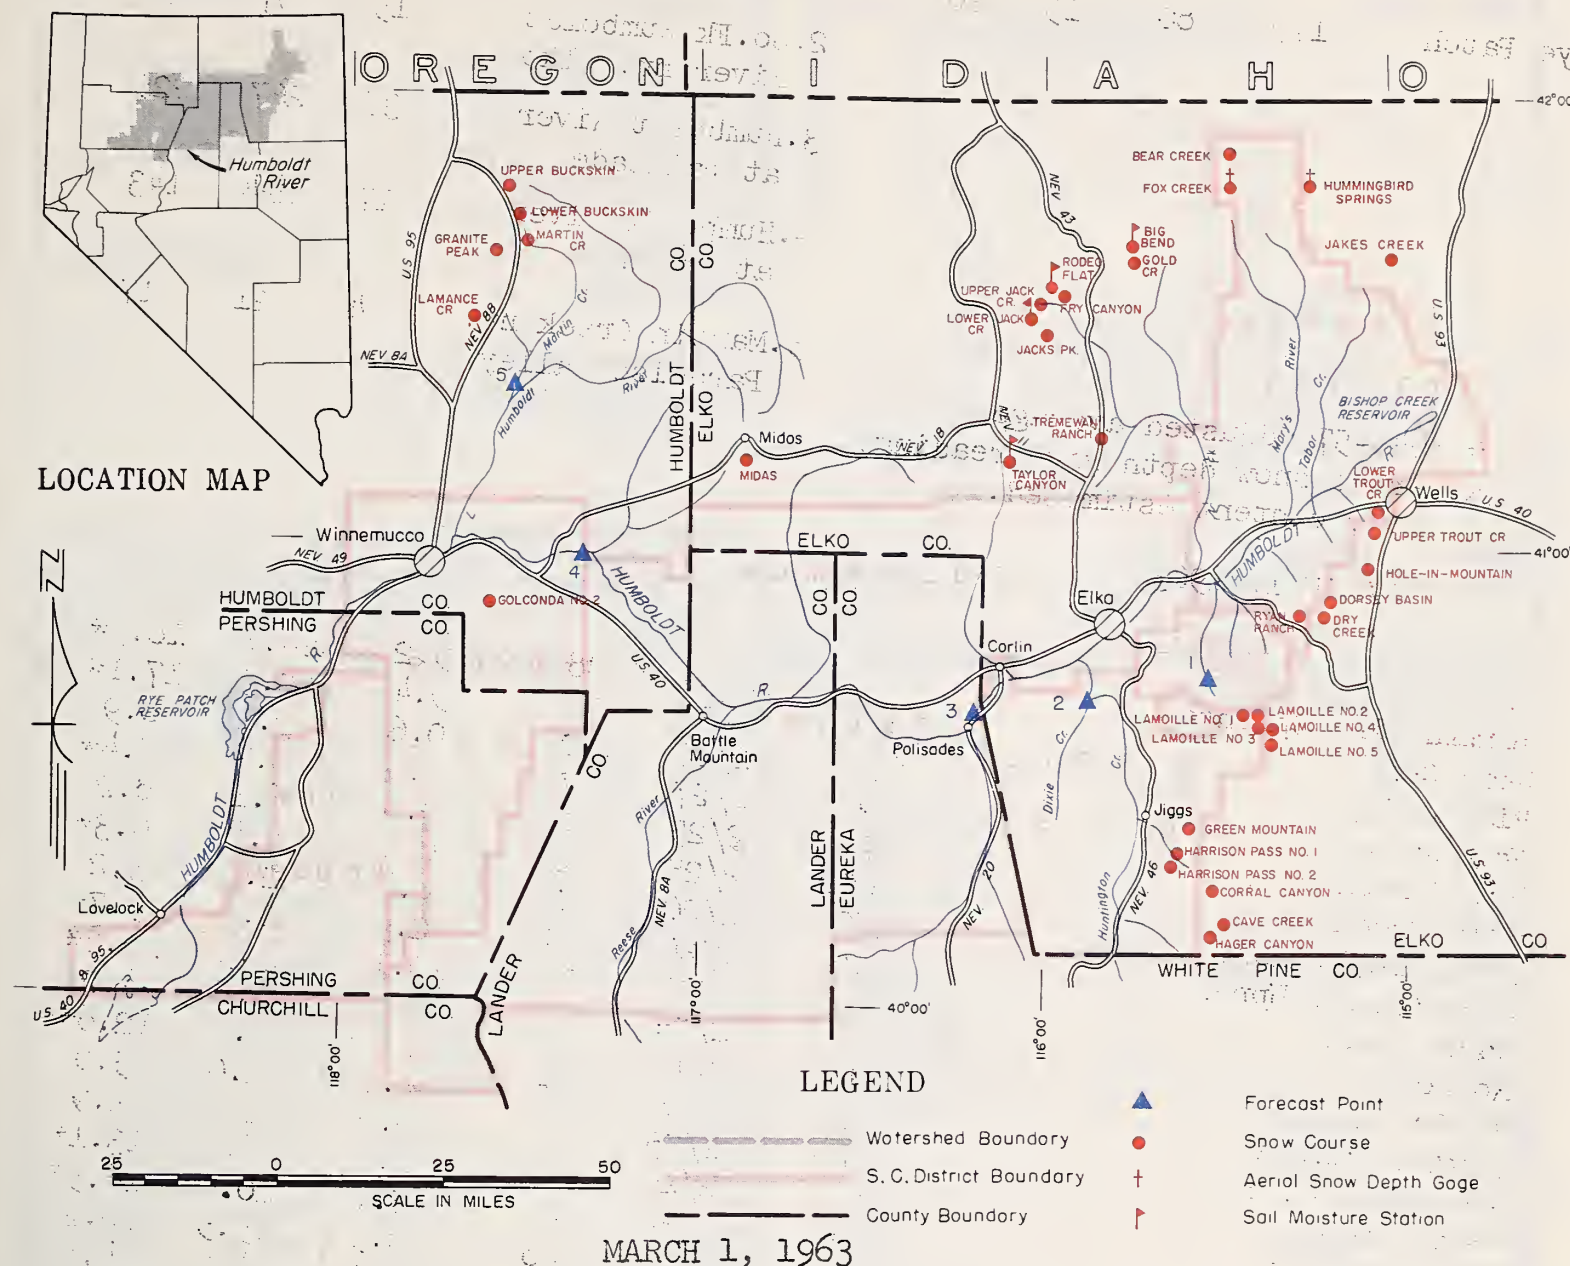 OREGON
IDAHO
42°00'
Humboldt
River
LOCATION MAP
UPPER BUCKSKIN
LOWER BUCKSKIN
MARTIN
CR
GRANITE
PEAK
LAMANCE
CR
U.S. 95
NEV 88
NEV 8A
Martin Cr.
5
Humboldt
River
L
HUMBOLDT CO.
ELKO CO.
BEAR CREEK
FOX CREEK
HUMMINGBIRD
SPRINGS
JAKES CREEK
NEV 43
BIG
BEND
GOLD
CR
RODEO
FLAT
UPPER JACK
CR.
FRY CANYON
LOWER JACK
CR
JACKS PK.
U.S 93
Mary's River
Tabor Cr.
Fk
BISHOP CREEK
RESERVOIR
R
TREMEWAN
RANCH
NEV
11
TAYLOR
CANYON
NEV 18
Midas
MIDAS
LOWER
TROUT
CR
Wells
U.S 40
UPPER TROUT CR
41°00'
HOLE-IN-MOUNTAIN
DORSEY BASIN
RYAN
RANCH
DRY
CREEK
HUMBOLDT
Winnemucca
NEV 49
HUMBOLDT CO.
PERSHING CO.
GOLCONDA NO. 2
4
HUMBOLDT
ELKO CO.
CO.
CO.
U.S. 40
R.
Elko
Carlin
1
2
3
Palisades
Battle
Mountain
R.
RYE PATCH
RESERVOIR
LAMOILLE NO. 1
LAMOILLE NO.2
LAMOILLE NO 3
LAMOILLE NO.4
LAMOILLE NO. 5
Dixie Cr.
Cr.
Huntington
Jiggs
GREEN MOUNTAIN
HARRISON PASS NO. 1
HARRISON PASS NO. 2
CORRAL CANYON
CAVE CREEK
HAGER CANYON
NEV. 46
NEV. 20
U.S. 93.
River
Reese
NEV. 8A
HUMBOLDT
Lovelock
U.S. 40 & 95.
CO.
LANDER
EUREKA
LANDER
PERSHING CO.
CHURCHILL CO.
ELKO CO
WHITE PINE CO.
118°00'
117°00'
40°00'
116°00'
115°00'
LEGEND
Watershed Boundary
S. C. District Boundary
County Boundary
Forecast Point
Snow Course
Aerial Snow Depth Gage
Soil Moisture Station
25 0 25 50
SCALE IN MILES
MARCH 1, 1963